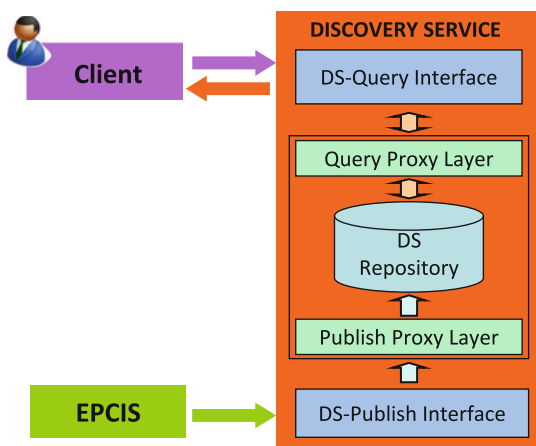 DISCOVERY SERVICE
Client
DS-Query Interface
Query Proxy Layer
DS
Repository
Publish Proxy Layer
EPCIS
DS-Publish Interface